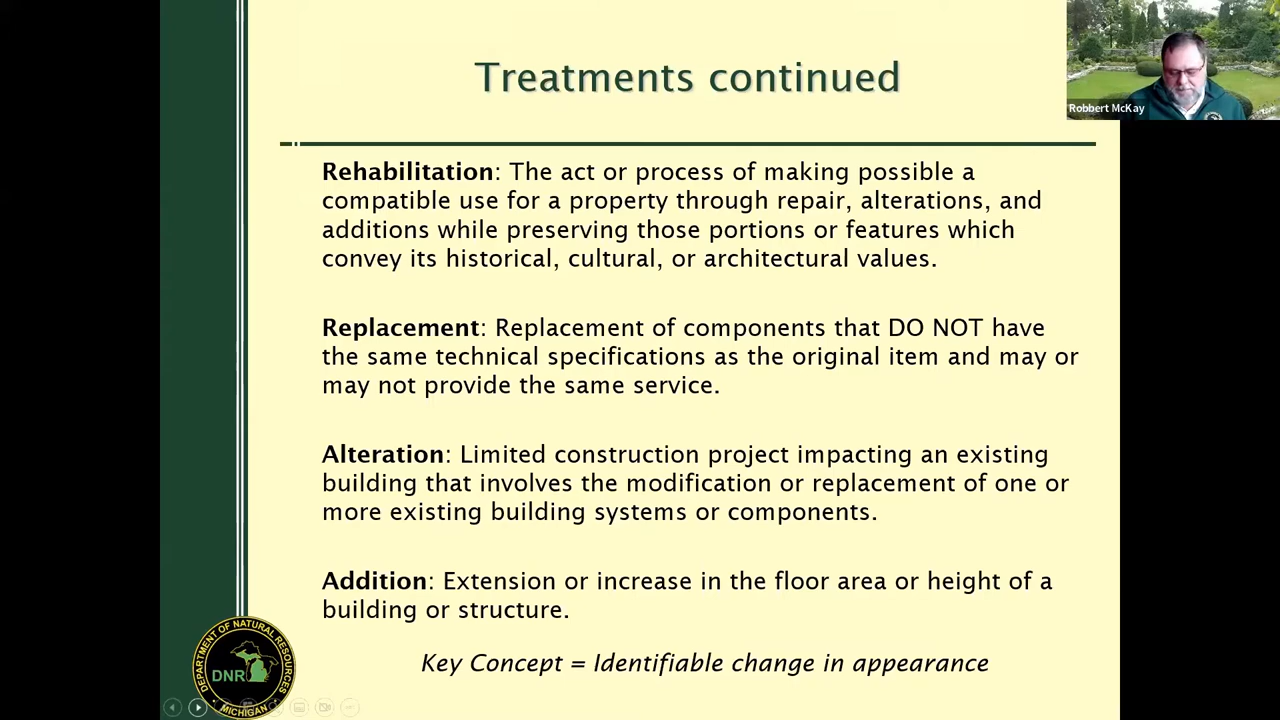 Treatments continued
Robbert McKay
Rehabilitation: The act or process of making possible a
compatible use for a property through repair, alterations, and
additions while preserving those portions or features which
convey its historical, cultural, or architectural values.
Replacement: Replacement of components that DO NOT have
the same technical specifications as the original item and may or
may not provide the same service.
Alteration: Limited construction project impacting an existing
building that involves the modification or replacement of one or
more existing building systems or components.
Addition: Extension or increase in the floor area or height of a
building or structure.
Key Concept = Identifiable change in appearance
DEPARTMENT OF NATURAL RESOURCES
DNR
MICHIGAN